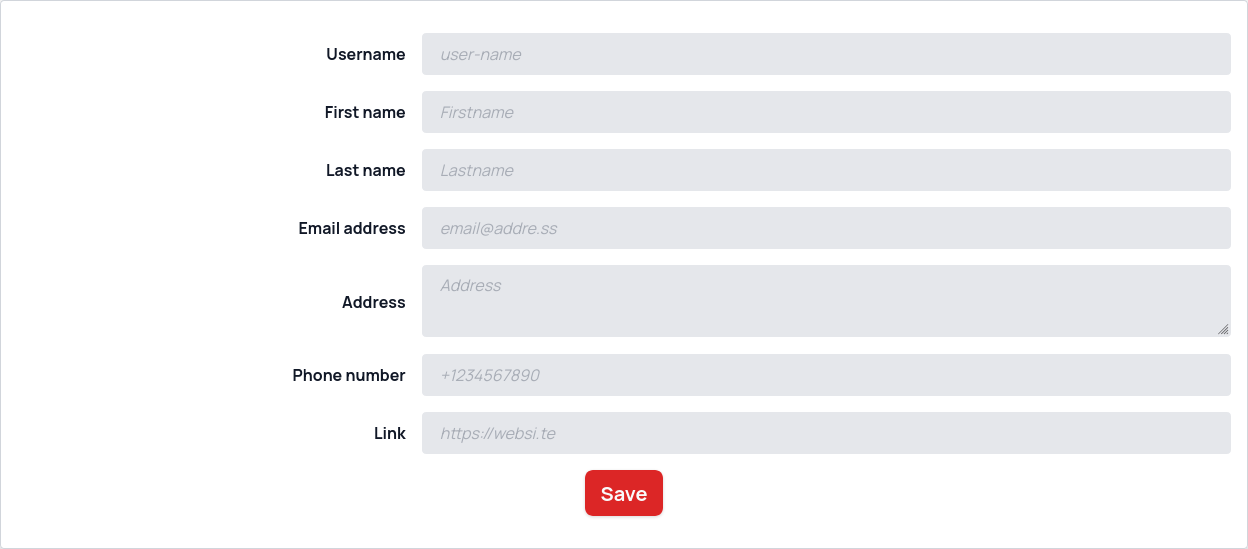 Username user-name
First name Firstname
Last name Lastname
Email address email@addre.ss
Address Address
Phone number +1234567890
Link https://websi.te
Save